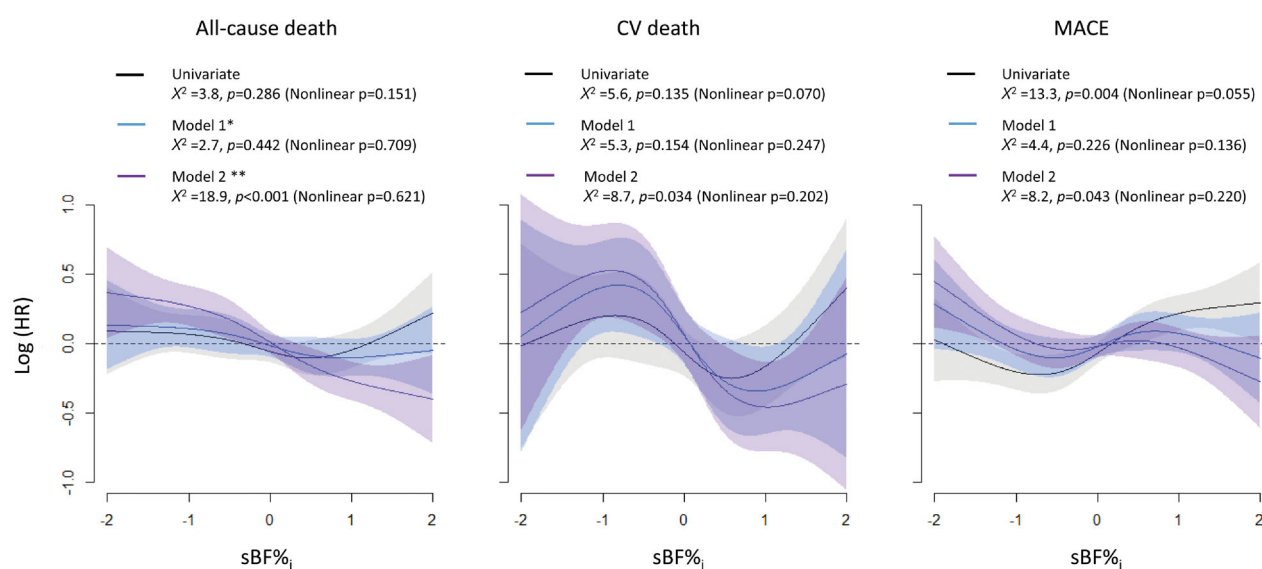 All-cause death
CV death
MACE
Univariate
X² =3.8, p=0.286 (Nonlinear p=0.151)
Model 1*
X² =2.7, p=0.442 (Nonlinear p=0.709)
Model 2 **
X² =18.9, p<0.001 (Nonlinear p=0.621)
Univariate
X² =5.6, p=0.135 (Nonlinear p=0.070)
Model 1
X² =5.3, p=0.154 (Nonlinear p=0.247)
Model 2
X² =8.7, p=0.034 (Nonlinear p=0.202)
Univariate
X² =13.3, p=0.004 (Nonlinear p=0.055)
Model 1
X² =4.4, p=0.226 (Nonlinear p=0.136)
Model 2
X² =8.2, p=0.043 (Nonlinear p=0.220)
Log (HR)
1.0
0.5
0.0
-0.5
-1.0
-2 -1 0 1 2
-2 -1 0 1 2
-2 -1 0 1 2
sBF%i
sBF%i
sBF%i